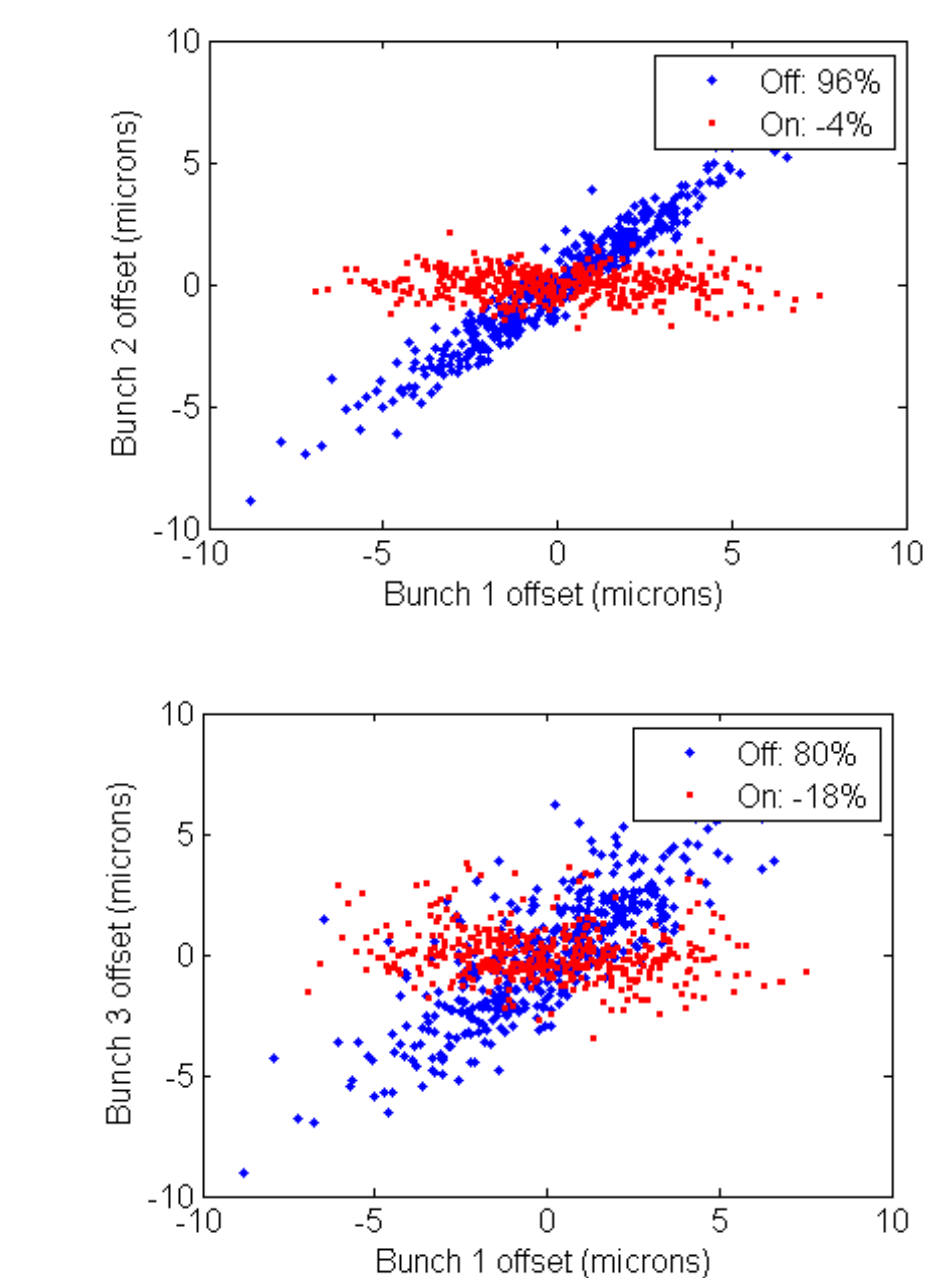 10
5
0
-5
-10
Bunch 2 offset (microns)
Off: 96%
On: -4%
-10 -5 0 5 10
Bunch 1 offset (microns)
10
5
0
-5
-10
Bunch 3 offset (microns)
Off: 80%
On: -18%
-10 -5 0 5 10
Bunch 1 offset (microns)